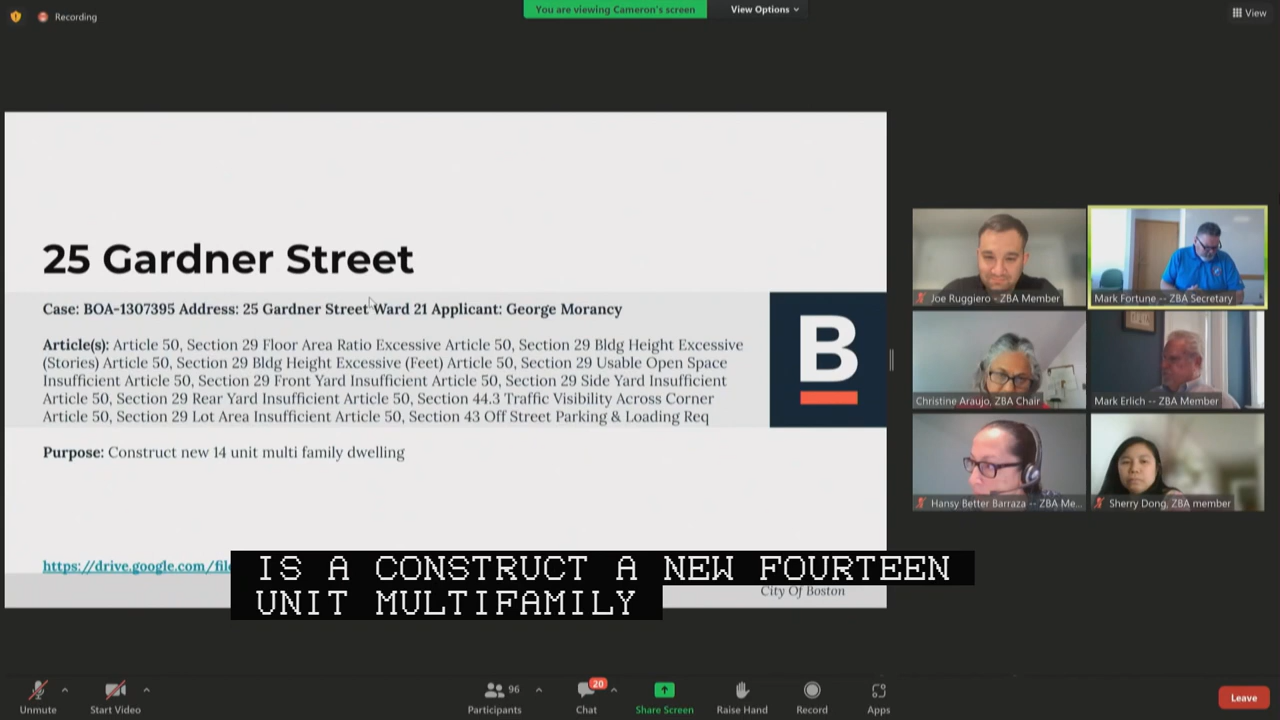 Recording
You are viewing Cameron's screen
View Options
View
25 Gardner Street
Case: BOA-1307395 Address: 25 Gardner Street Ward 21 Applicant: George Morancy
Article(s): Article 50, Section 29 Floor Area Ratio Excessive Article 50, Section 29 Bldg Height Excessive
(Stories) Article 50, Section 29 Bldg Height Excessive (Feet) Article 50, Section 29 Usable Open Space
Insufficient Article 50, Section 29 Front Yard Insufficient Article 50, Section 29 Side Yard Insufficient
Article 50, Section 29 Rear Yard Insufficient Article 50, Section 44.3 Traffic Visibility Across Corner
Article 50, Section 29 Lot Area Insufficient Article 50, Section 43 Off Street Parking & Loading Req
B
Purpose: Construct new 14 unit multi family dwelling
https://drive.google.com/file
City Of Boston
IS A CONSTRUCT A NEW FOURTEEN
UNIT MULTIFAMILY
Joe Ruggiero - ZBA Member
Mark Fortune -- ZBA Secretary
Christine Araujo, ZBA Chair
Mark Erlich -- ZBA Member
Hansy Better Barraza -- ZBA Me...
Sherry Dong, ZBA member
Unmute
Start Video
96
Participants
20
Chat
Share Screen
Raise Hand
Record
Apps
Leave